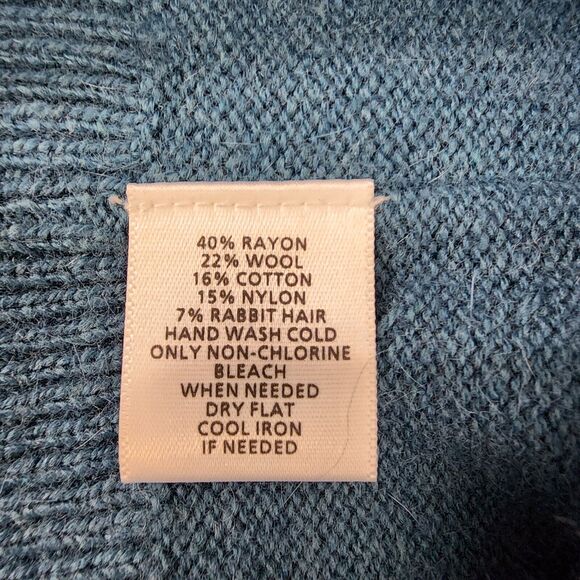 40% RAYON
22% WOOL
16% COTTON
15% NYLON
7% RABBIT HAIR
HAND WASH COLD
ONLY NON-CHLORINE
BLEACH
WHEN NEEDED
DRY FLAT
COOL IRON
IF NEEDED